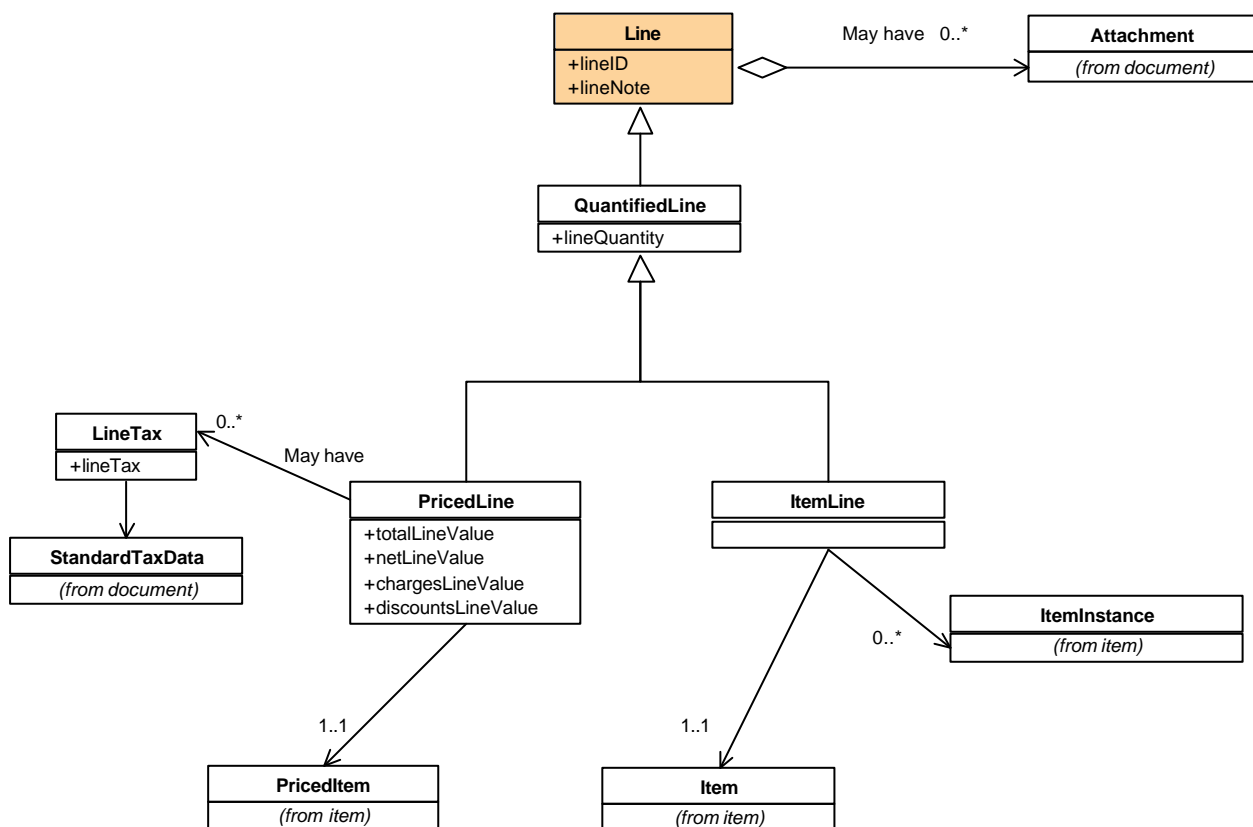 Line
+lineID
+lineNote
May have 0..*
Attachment
(from document)
QuantifiedLine
+lineQuantity
LineTax
+lineTax
0..*
May have
StandardTaxData
(from document)
PricedLine
+totalLineValue
+netLineValue
+chargesLineValue
+discountsLineValue
ItemLine
ItemInstance
(from item)
0..*
1..1
1..1
PricedItem
(from item)
Item
(from item)